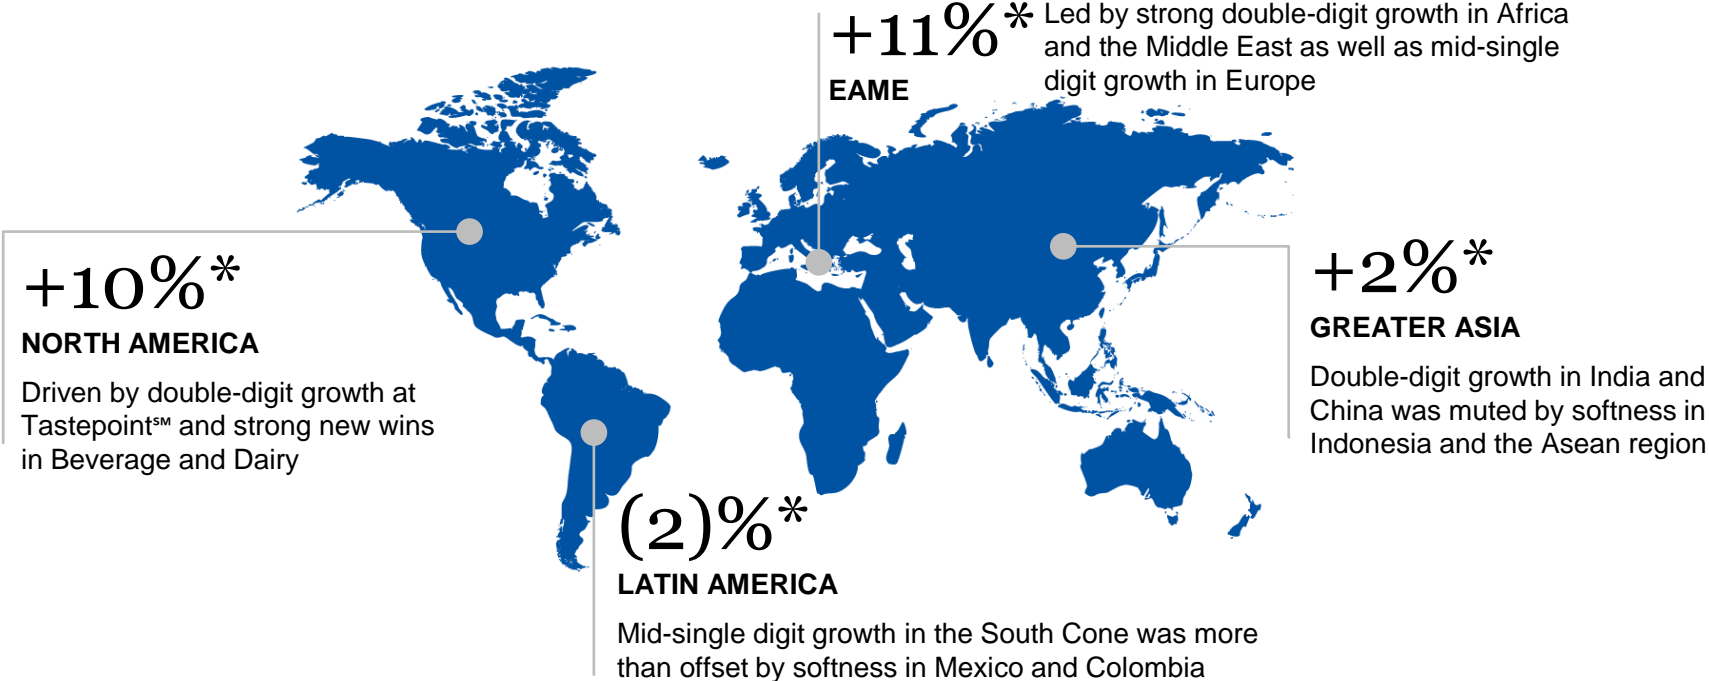 +11%*
EAME
Led by strong double-digit growth in Africa
and the Middle East as well as mid-single
digit growth in Europe
+10%*
NORTH AMERICA
Driven by double-digit growth at
Tastepoint℠ and strong new wins
in Beverage and Dairy
+2%*
GREATER ASIA
Double-digit growth in India and
China was muted by softness in
Indonesia and the Asean region
(2)%*
LATIN AMERICA
Mid-single digit growth in the South Cone was more
than offset by softness in Mexico and Colombia